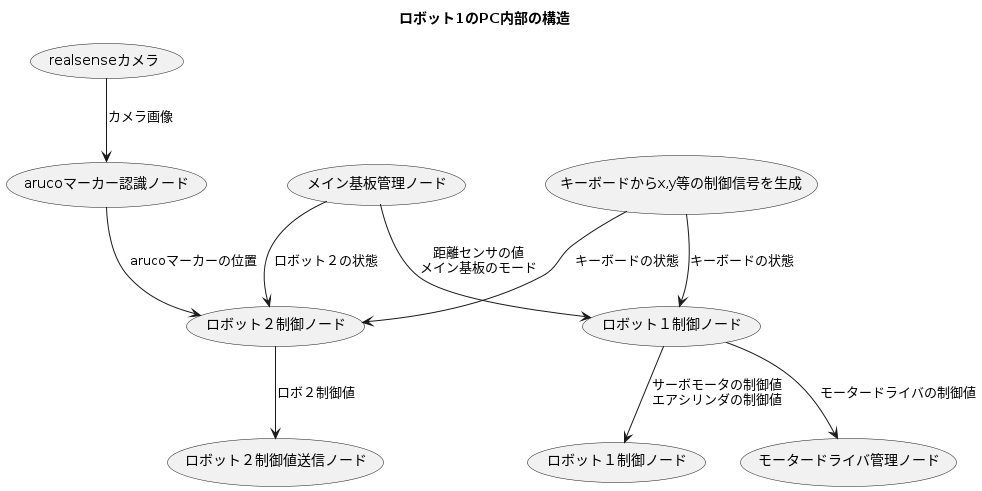 ロボット1のPC内部の構造
realsenseカメラ
カメラ画像
arucoマーカー認識ノード
メイン基板管理ノード
キーボードからx,y等の制御信号を生成
arucoマーカーの位置
ロボット２の状態
距離センサの値
メイン基板のモード
キーボードの状態
キーボードの状態
ロボット２制御ノード
ロボット１制御ノード
ロボ２制御値
サーボモータの制御値
エアシリンダの制御値
モータードライバの制御値
ロボット２制御値送信ノード
ロボット１制御ノード
モータードライバ管理ノード